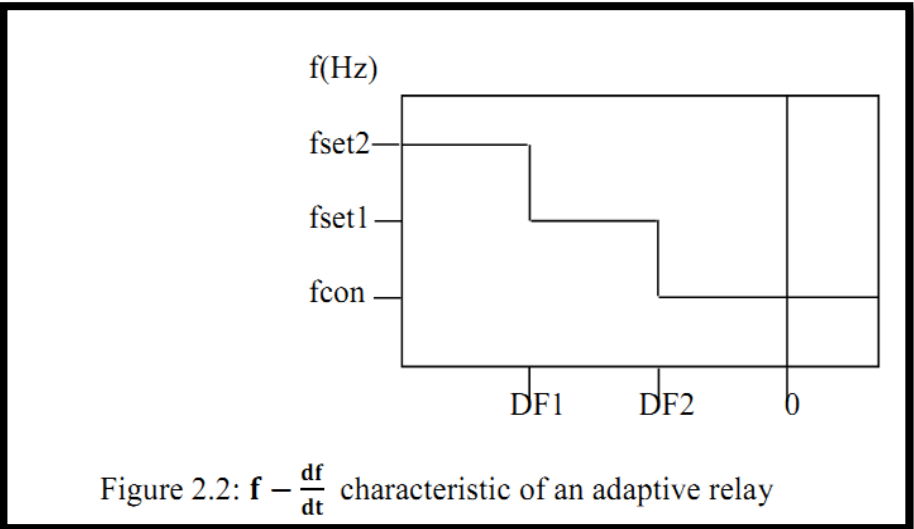 f(Hz)
fset2
fset1
fcon
DF1 DF2 0
Figure 2.2: f − df/dt characteristic of an adaptive relay